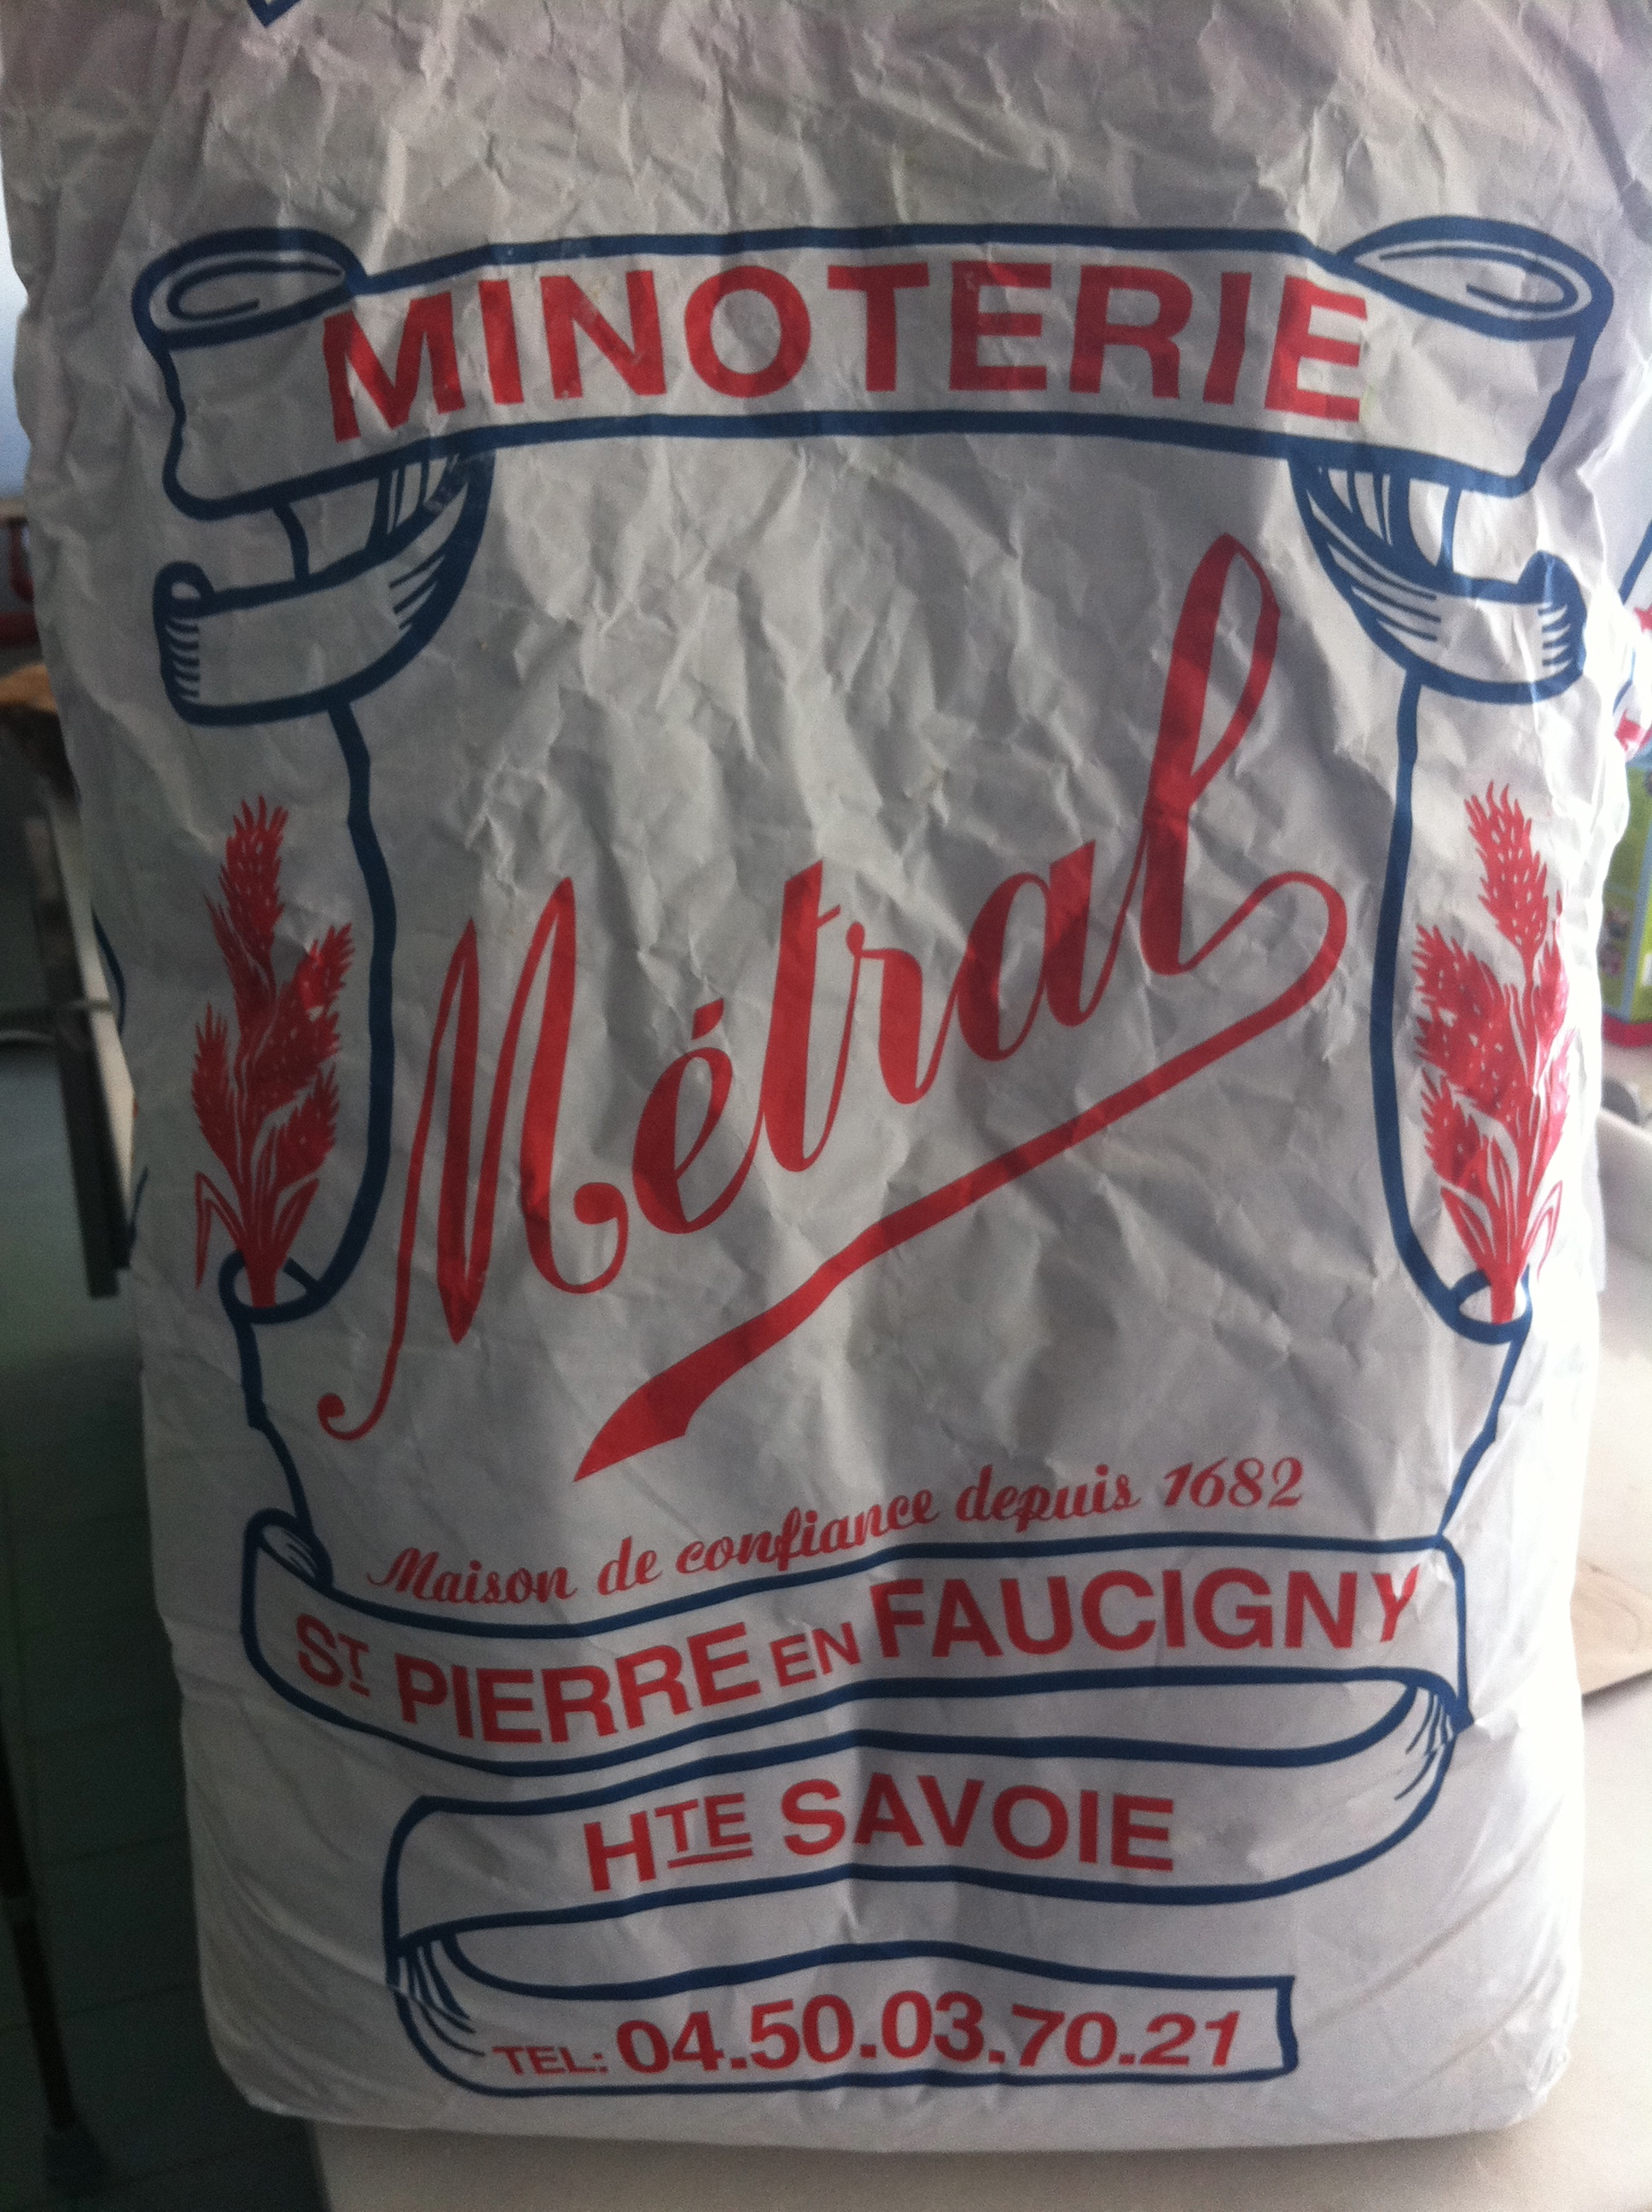 MINOTERIE
Métral
Maison de confiance depuis 1682
ST PIERRE EN FAUCIGNY
HTE SAVOIE
TEL: 04.50.03.70.21